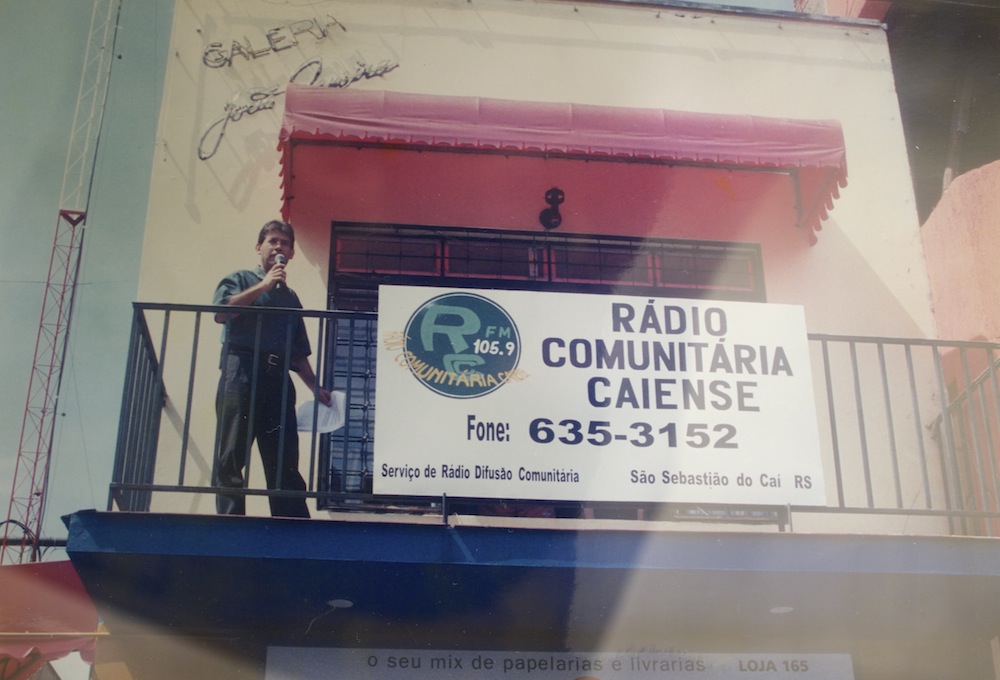 GALERIA
João
RC
FM
105.9
RÁDIO
COMUNITÁRIA
CAIENSE
Fone: 635-3152
Serviço de Rádio Difusão Comunitária
São Sebastião do Caí RS
o seu mix de papelarias e livrarias LOJA 165